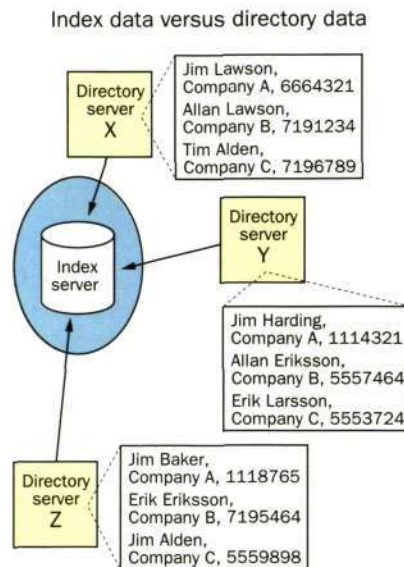 Index data versus directory data
Directory
server
X
Jim Lawson,
Company A, 6664321
Allan Lawson,
Company B, 7191234
Tim Alden,
Company C, 7196789
Directory
server
Y
Index
server
Jim Harding,
Company A, 1114321
Allan Eriksson,
Company B, 5557464
Erik Larsson,
Company C, 5553724
Directory
server
Z
Jim Baker,
Company A, 1118765
Erik Eriksson,
Company B, 7195464
Jim Alden,
Company C, 5559898